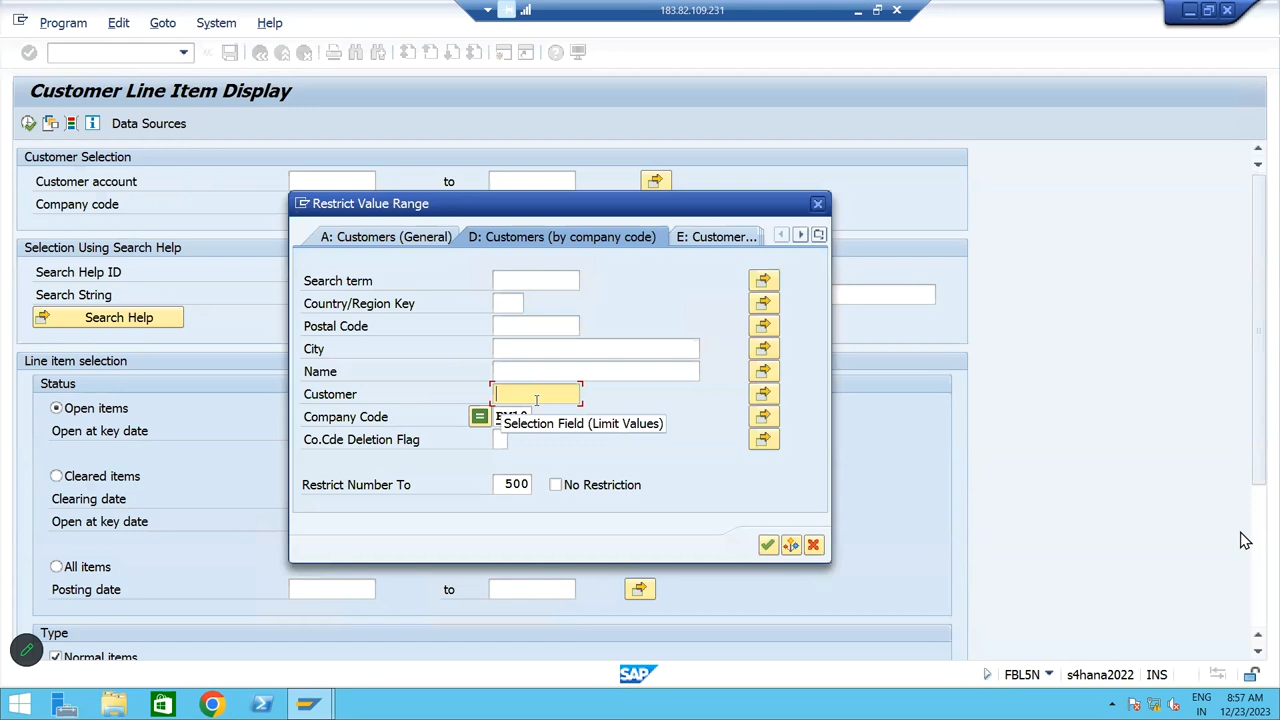 183.82.109.231
Program Edit Goto System Help
Customer Line Item Display
Data Sources
Customer Selection
Customer account to
Company code
Restrict Value Range
A: Customers (General) D: Customers (by company code) E: Customer...
Selection Using Search Help
Search Help ID
Search String
Search Help
Search term
Country/Region Key
Postal Code
City
Name
Customer
Company Code
Selection Field (Limit Values)
Co.Cde Deletion Flag
Restrict Number To 500 No Restriction
Line item selection
Status
Open items
Open at key date
Cleared items
Clearing date
Open at key date
All items
Posting date to
Type
Normal items
SAP
FBL5N s4hana2022 INS
ENG
IN
8:57 AM
12/23/2023